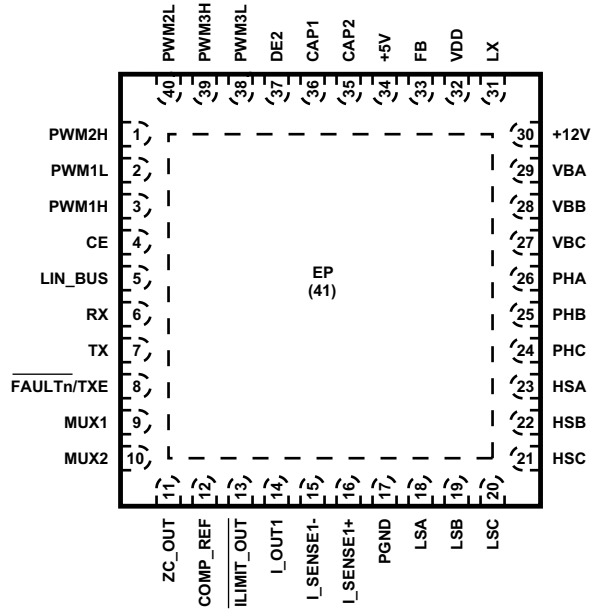 PWM2L
PWM3H
PWM3L
DE2
CAP1
CAP2
+5V
FB
VDD
LX
40
39
38
37
36
35
34
33
32
31
PWM2H 1
PWM1L 2
PWM1H 3
CE 4
LIN_BUS 5
RX 6
TX 7
FAULTn/TXE 8
MUX1 9
MUX2 10
EP
(41)
30 +12V
29 VBA
28 VBB
27 VBC
26 PHA
25 PHB
24 PHC
23 HSA
22 HSB
21 HSC
11
12
13
14
15
16
17
18
19
20
ZC_OUT
COMP_REF
ILIMIT_OUT
I_OUT1
I_SENSE1-
I_SENSE1+
PGND
LSA
LSB
LSC